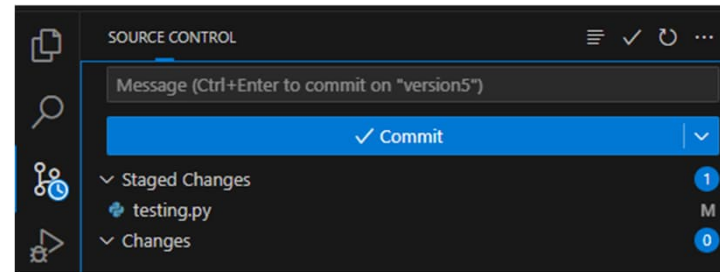 SOURCE CONTROL
Message (Ctrl+Enter to commit on "version5")
Commit
Staged Changes 1
testing.py M
Changes 0